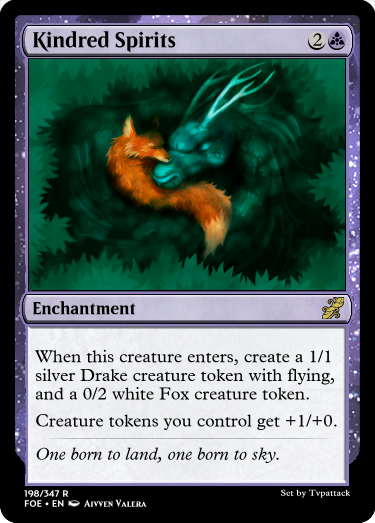 Kindred Spirits 2
Enchantment
When this creature enters, create a 1/1
silver Drake creature token with flying,
and a 0/2 white Fox creature token.
Creature tokens you control get +1/+0.
One born to land, one born to sky.
198/347 R Set by Tvpattack
FOE • EN Aivven Valera